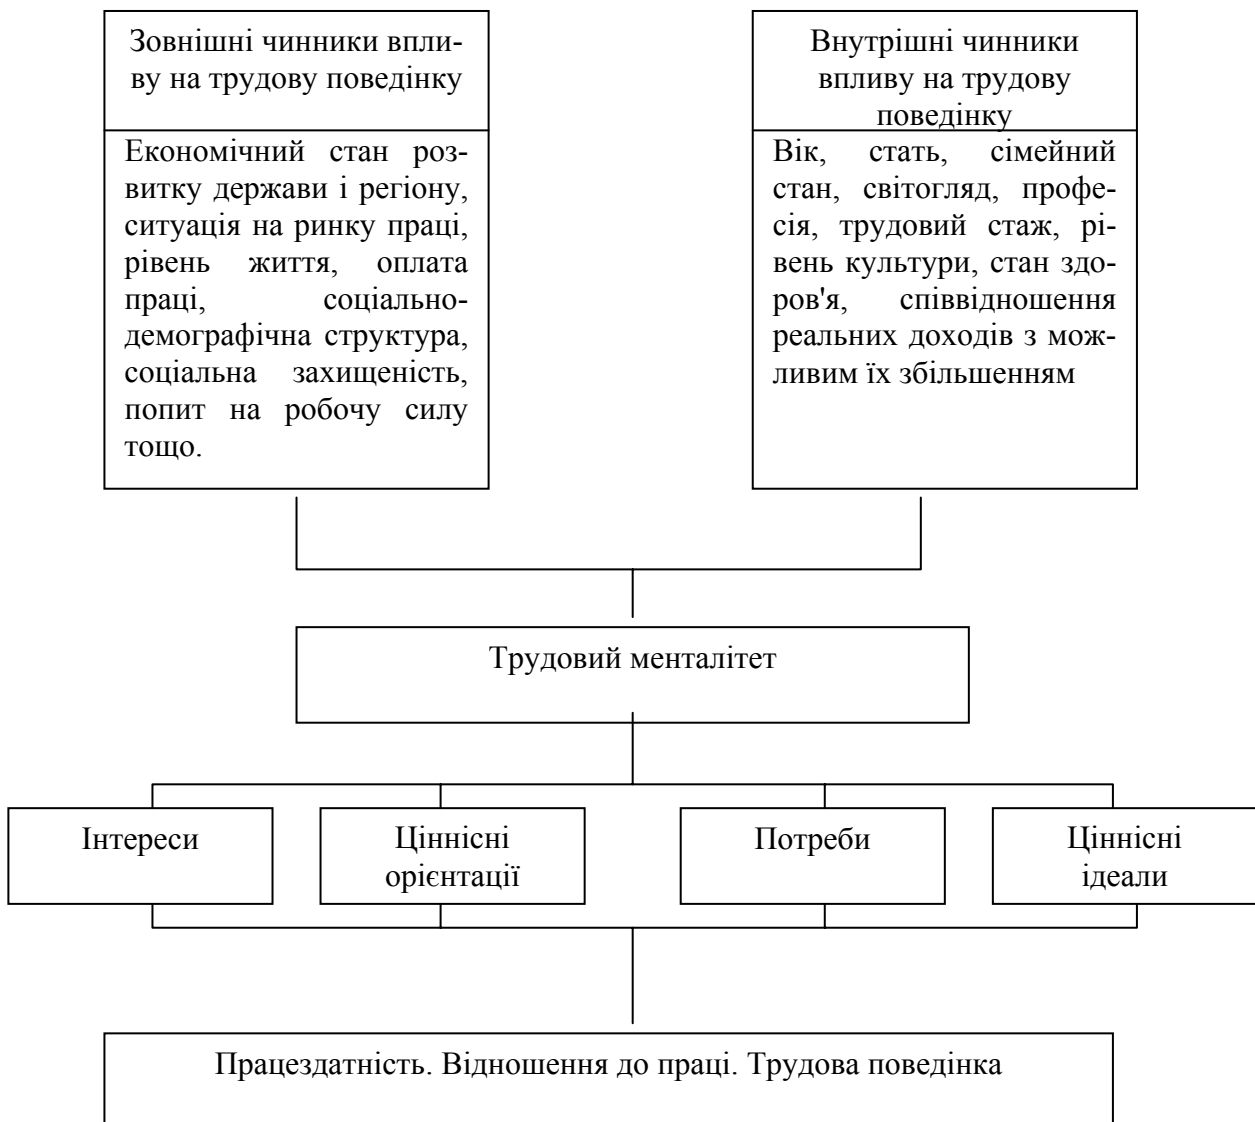 Зовнішні чинники впли-
ву на трудову поведінку
Економічний стан роз-
витку держави і регіону,
ситуація на ринку праці,
рівень життя, оплата
праці, соціально-
демографічна структура,
соціальна захищеність,
попит на робочу силу
тощо.
Внутрішні чинники
впливу на трудову
поведінку
Вік, стать, сімейний
стан, світогляд, профе-
сія, трудовий стаж, рі-
вень культури, стан здо-
ров'я, співвідношення
реальних доходів з мож-
ливим їх збільшенням
Трудовий менталітет
Інтереси
Ціннісні
орієнтації
Потреби
Ціннісні
ідеали
Працездатність. Відношення до праці. Трудова поведінка